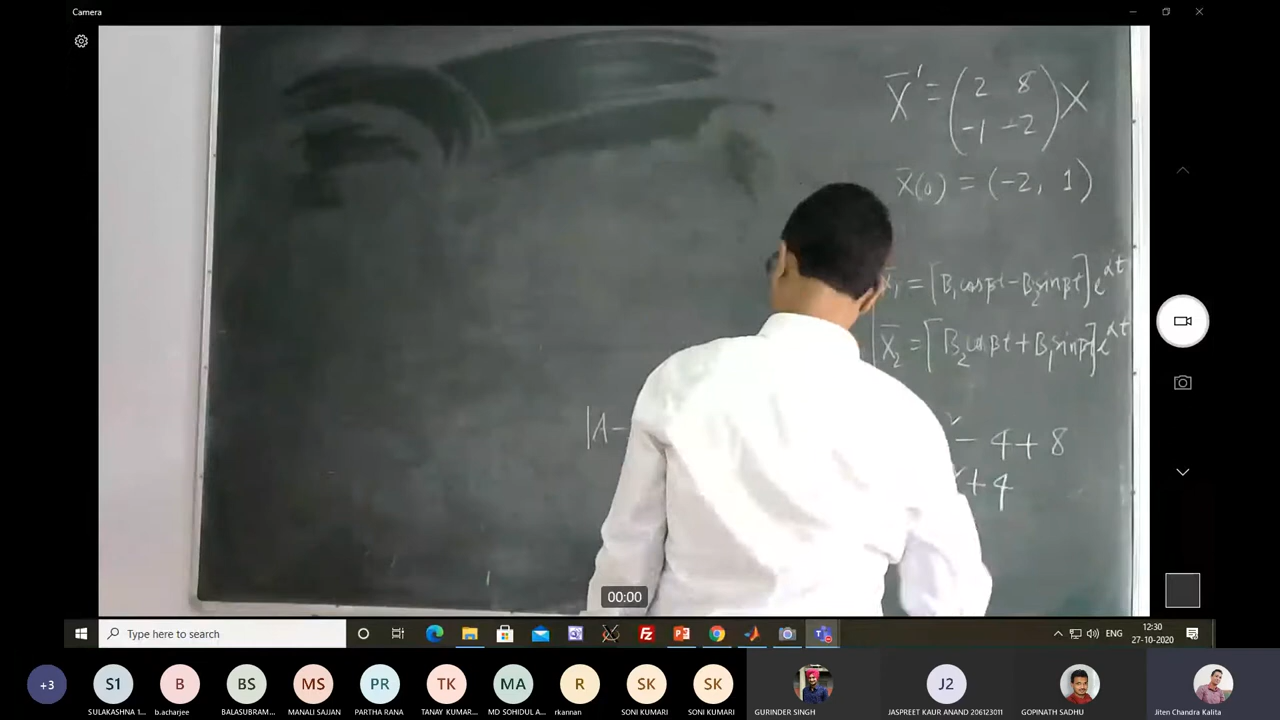 Camera
X̄' = (2 8
-1 -2) X
X̄(0) = (-2, 1)
X̄₁ = [B₁cosβt - B₂sinβt]e^αt
X̄₂ = [B₂cosβt + B₁sinβt]e^αt
|A-
- 4 + 8
+ 4
00:00
Type here to search
ENG
12:30
27-10-2020
+3
S1
B
BS
MS
PR
TK
MA
R
SK
SK
J2
SULAKASHNA 1...
b.acharjee
BALASUBRAM...
MANALI SAJJAN
PARTHA RANA
TANAY KUMAR...
MD SOHIDUL A...
rkannan
SONI KUMARI
SONI KUMARI
GURINDER SINGH
JASPREET KAUR ANAND 206123011
GOPINATH SADHU
Jiten Chandra Kalita